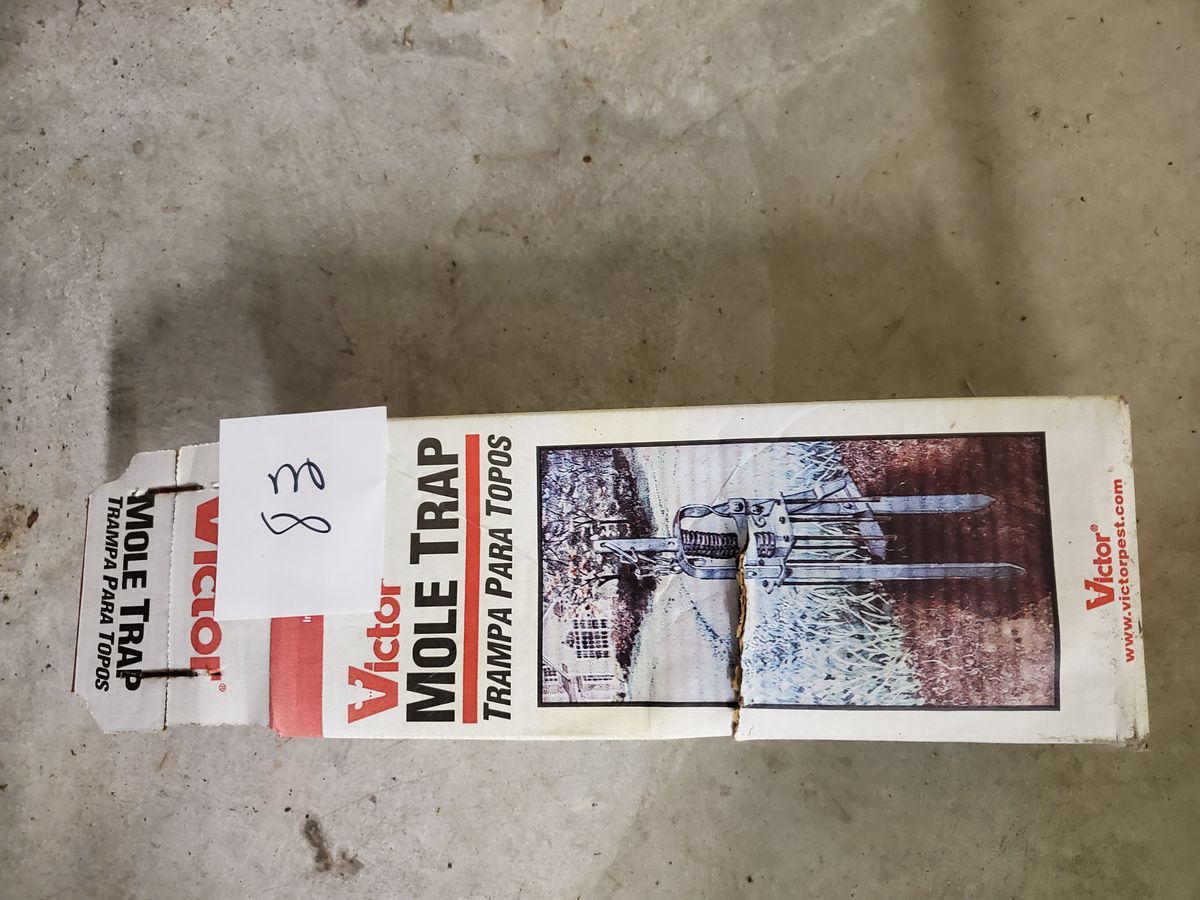 MOLE TRAP
TRAMPA PARA TOPOS
Victor®
83
Victor
MOLE TRAP
TRAMPA PARA TOPOS
Victor®
www.victorpest.com